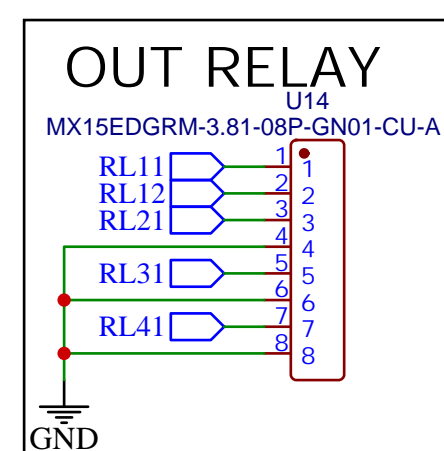 OUT RELAY
U14
MX15EDGRM-3.81-08P-GN01-CU-A
RL11 1 1
RL12 2 2
RL21 3 3
4 4
RL31 5 5
6 6
RL41 7 7
8 8
GND